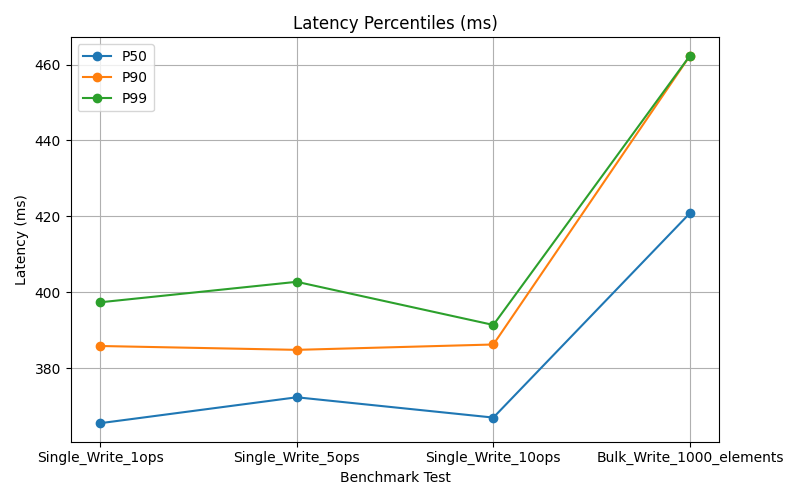 Latency Percentiles (ms)
P50
P90
P99
460
440
420
400
380
Latency (ms)
Single_Write_1ops
Single_Write_5ops
Single_Write_10ops
Bulk_Write_1000_elements
Benchmark Test